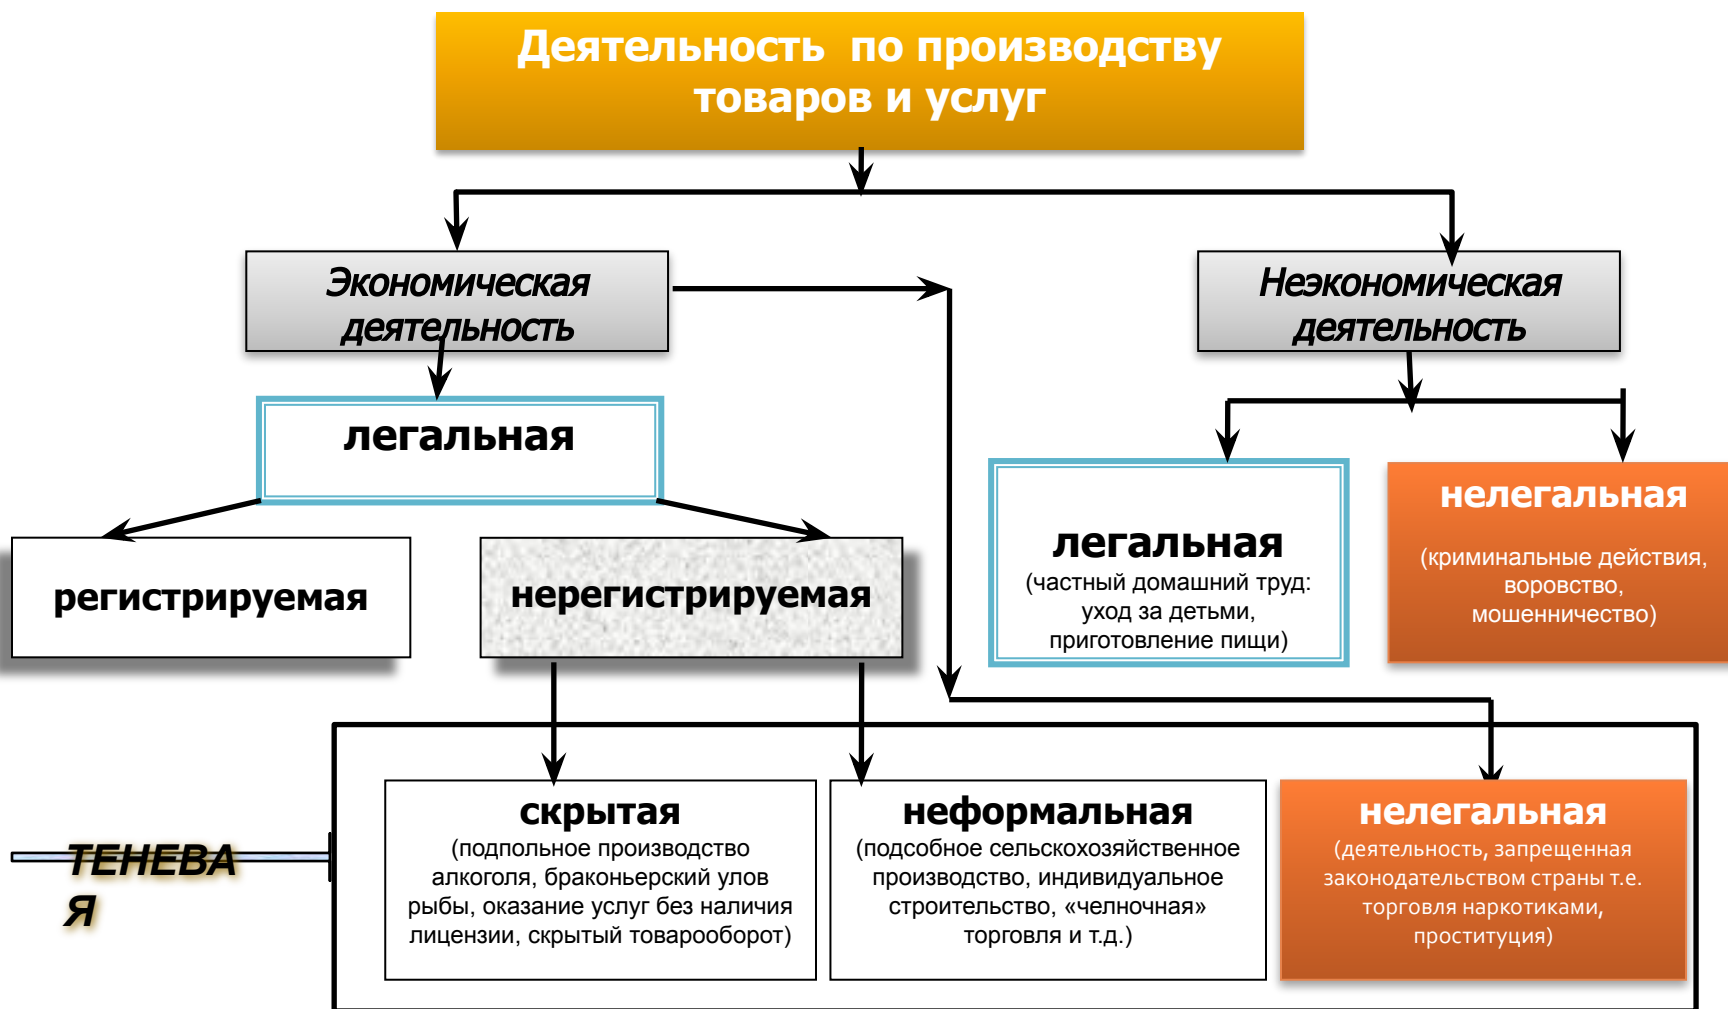 Деятельность по производству
товаров и услуг
Экономическая
деятельность
Неэкономическая
деятельность
легальная
легальная
(частный домашний труд:
уход за детьми,
приготовление пищи)
нелегальная
(криминальные действия,
воровство,
мошенничество)
регистрируемая
нерегистрируемая
ТЕНЕВА
Я
скрытая
(подпольное производство
алкоголя, браконьерский улов
рыбы, оказание услуг без наличия
лицензии, скрытый товарооборот)
неформальная
(подсобное сельскохозяйственное
производство, индивидуальное
строительство, «челночная»
торговля и т.д.)
нелегальная
(деятельность, запрещенная
законодательством страны т.е.
торговля наркотиками,
проституция)